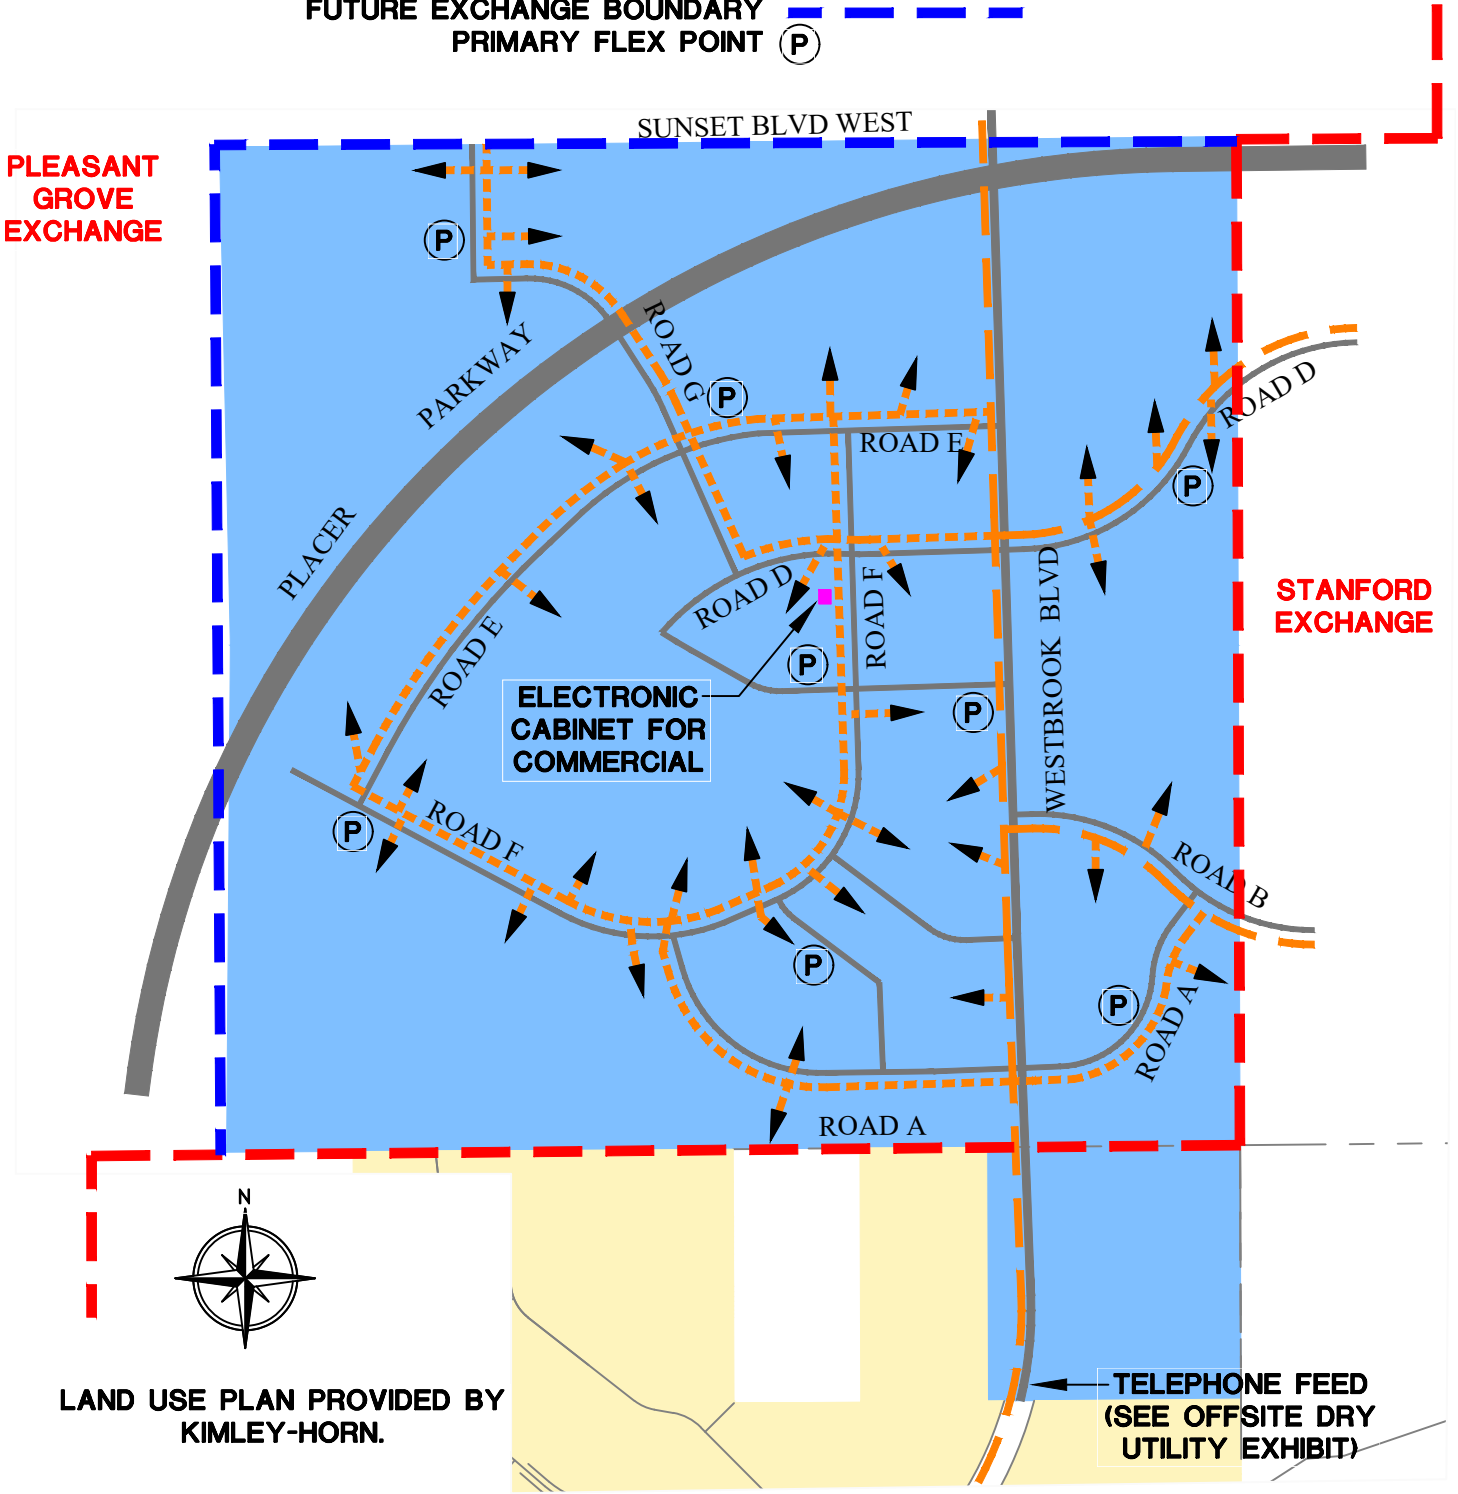 FUTURE EXCHANGE BOUNDARY
PRIMARY FLEX POINT P
SUNSET BLVD WEST
PLEASANT
GROVE
EXCHANGE
P
ROAD G
PARKWAY
P
ROAD D
ROAD E
P
PLACER
ROAD D
ROAD F
WESTBROOK BLVD
STANFORD
EXCHANGE
ROAD E
P
ELECTRONIC
CABINET FOR
COMMERCIAL
P
ROAD F
P
ROAD B
P
P
ROAD A
ROAD A
N
TELEPHONE FEED
(SEE OFFSITE DRY
UTILITY EXHIBIT)
LAND USE PLAN PROVIDED BY
KIMLEY-HORN.